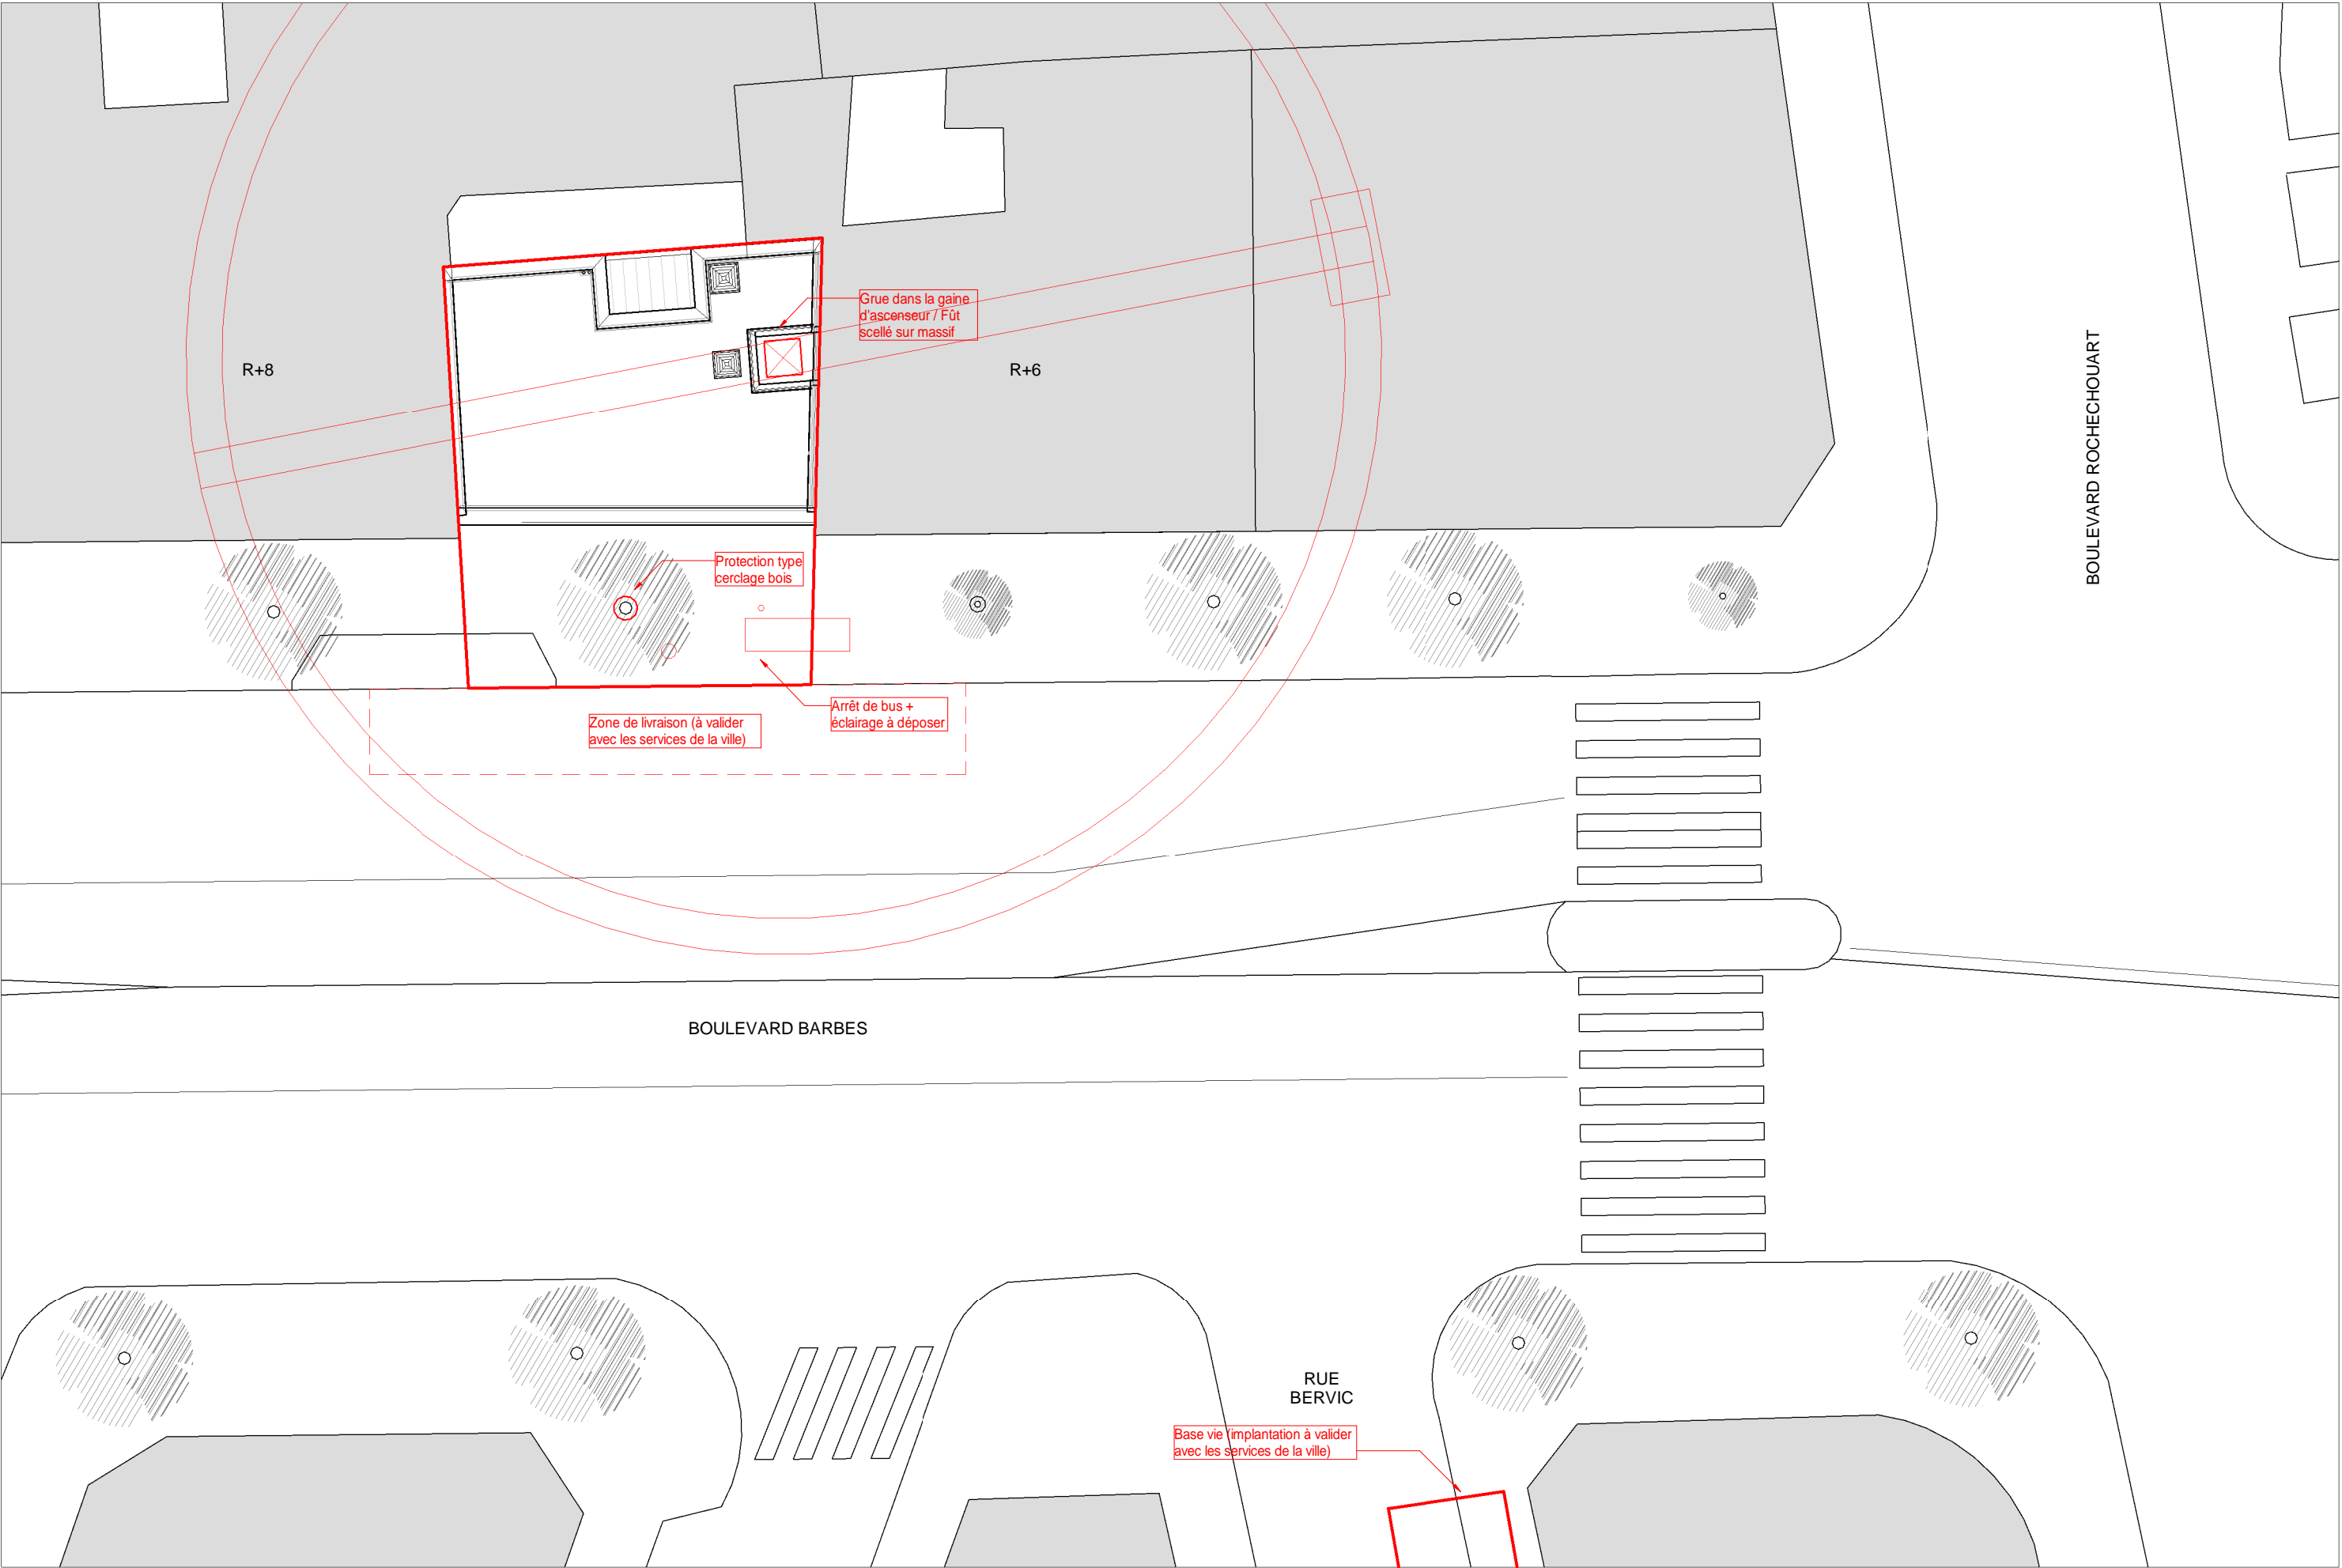 Grue dans la gaine
d'ascenseur / Fût
scellé sur massif
R+8
R+6
BOULEVARD ROCHECHOUART
Protection type
cerclage bois
Arrêt de bus +
éclairage à déposer
Zone de livraison (à valider
avec les services de la ville)
BOULEVARD BARBES
RUE
BERVIC
Base vie (implantation à valider
avec les services de la ville)